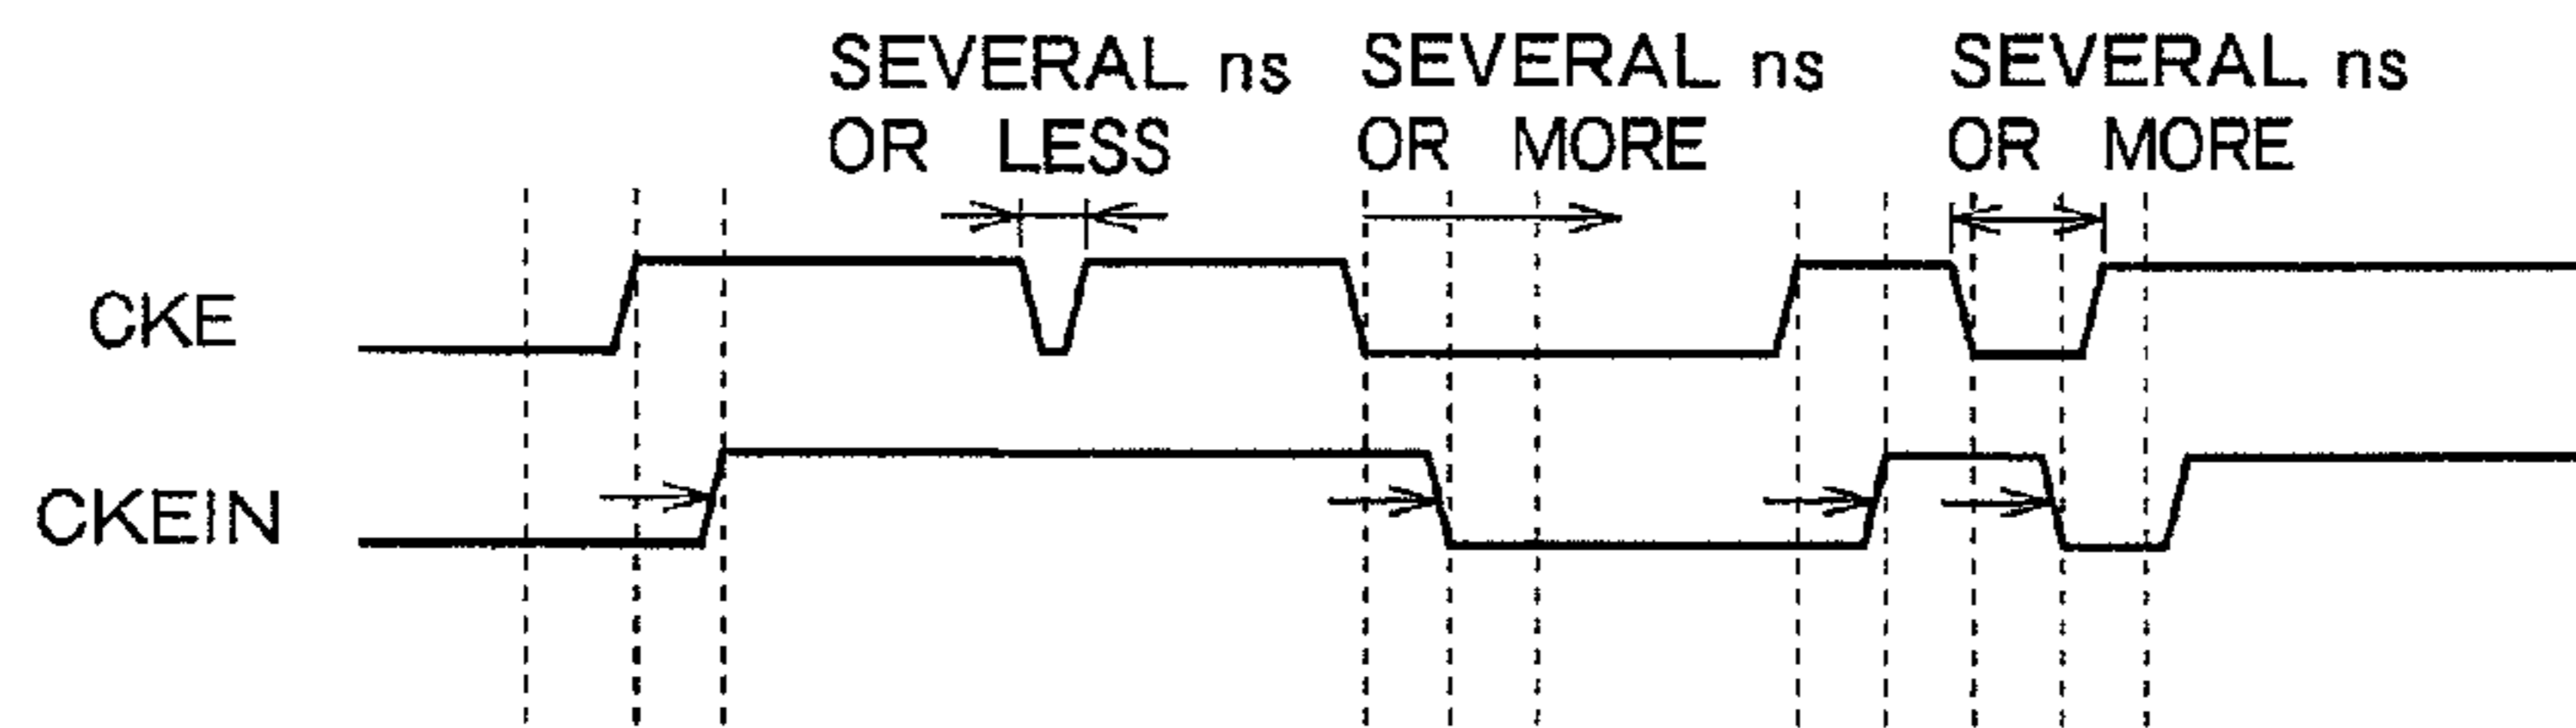 SEVERAL ns
OR LESS
SEVERAL ns
OR MORE
SEVERAL ns
OR MORE
CKE
CKEIN